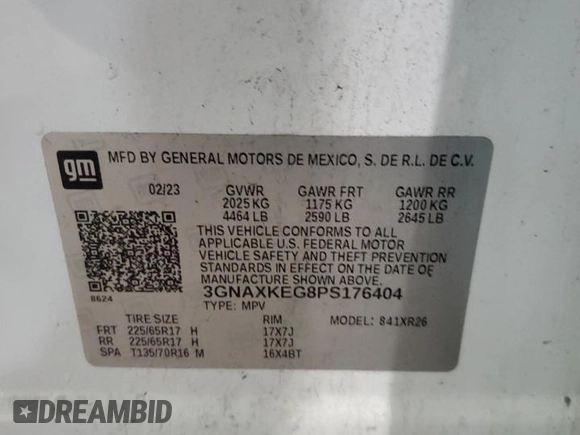 gm MFD BY GENERAL MOTORS DE MEXICO, S. DE R.L. DE C.V.
02/23 GVWR GAWR FRT GAWR RR
2025 KG 1175 KG 1200 KG
4464 LB 2590 LB 2645 LB
THIS VEHICLE CONFORMS TO ALL
APPLICABLE U.S. FEDERAL MOTOR
VEHICLE SAFETY AND THEFT PREVENTION
STANDARDS IN EFFECT ON THE DATE OF
MANUFACTURE SHOWN ABOVE.
8624 3GNAXKEG8PS176404
TYPE: MPV
TIRE SIZE RIM MODEL: 841XR26
FRT 225/65R17 H 17X7J
RR 225/65R17 H 17X7J
SPA T135/70R16 M 16X4BT
DREAMBID